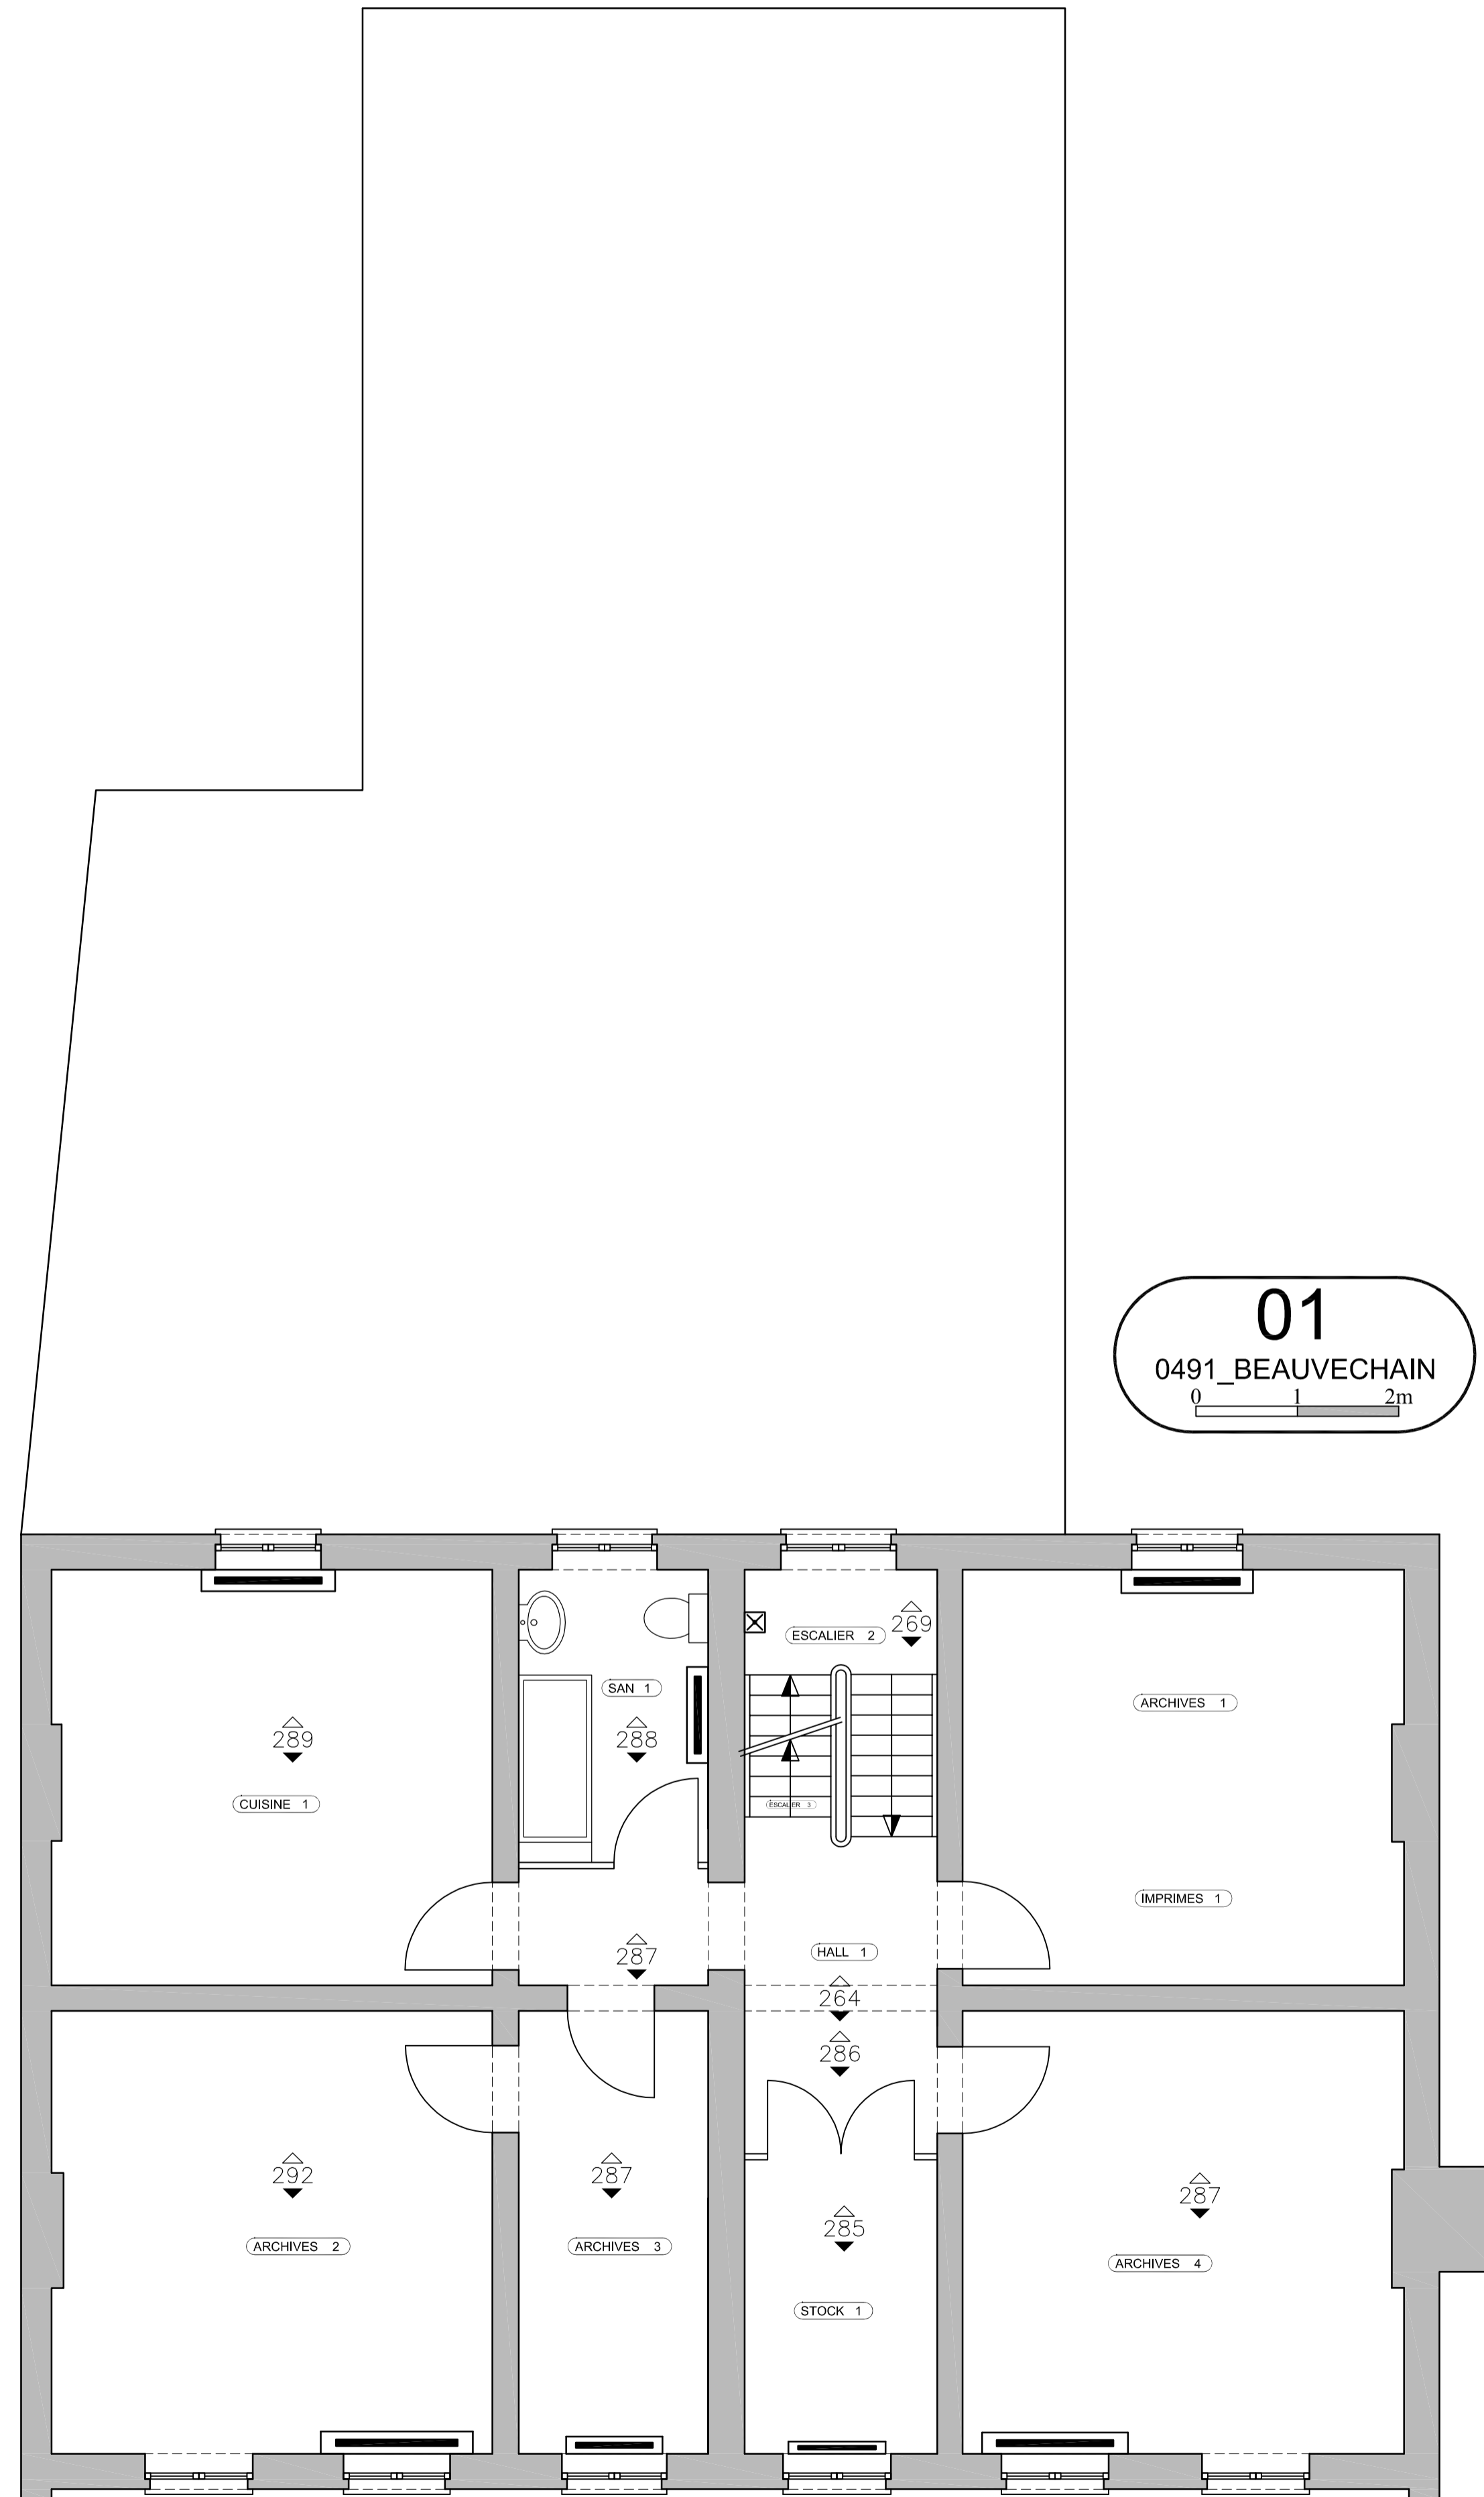 01
0491_BEAUVECHAIN
0 1 2m
ESCALIER 2
269
SAN 1
288
ARCHIVES 1
289
CUISINE 1
ESCALIER 3
IMPRIMES 1
287
HALL 1
264
286
292
287
287
285
ARCHIVES 2
ARCHIVES 3
ARCHIVES 4
STOCK 1